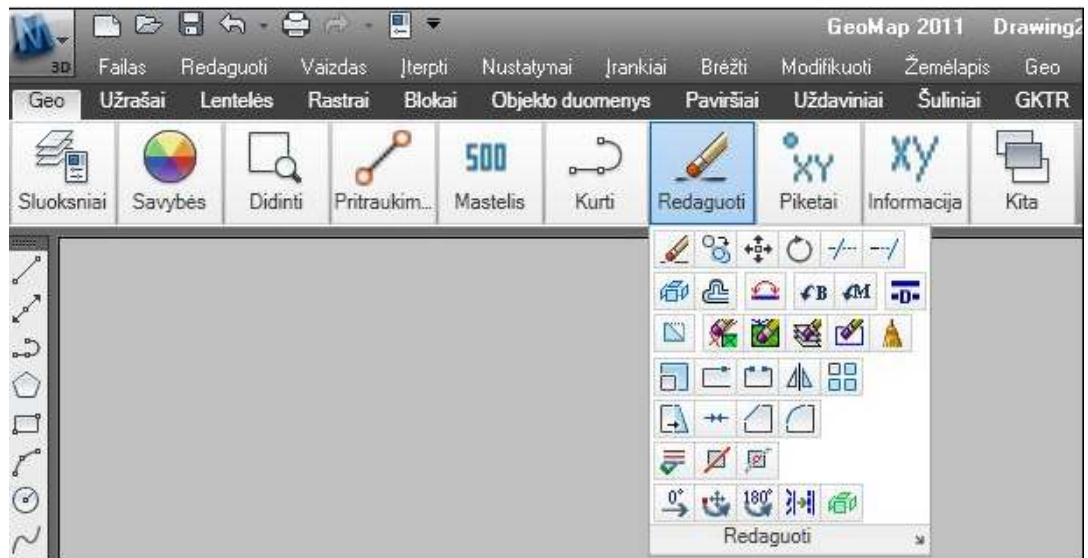 GeoMap 2011 Drawing2
3D Failas Redaguoti Vaizdas Įterpti Nustatymai Įrankiai Brėžti Modifikuoti Žemėlapis Geo
Geo Užrašai Lentelės Rastrai Blokai Objekto duomenys Paviršiai Uždaviniai Šuliniai GKTR
500 XY XY
Sluoksniai Savybės Didinti Pritraukim... Mastelis Kurti Redaguoti Piketai Informacija Kita
B M D
0° 180°
Redaguoti